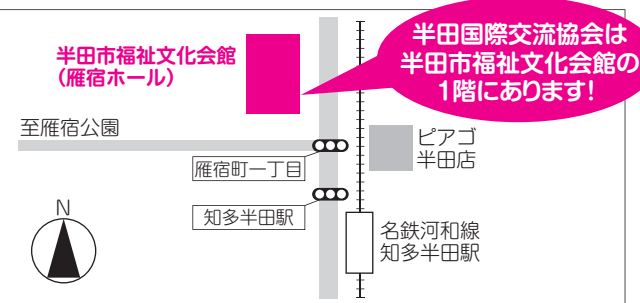 半田国際交流協会は
半田市福祉文化会館の
1階にあります!
半田市福祉文化会館
(雁宿ホール)
至雁宿公園
ピアゴ
半田店
雁宿町一丁目
知多半田駅
名鉄河和線
知多半田駅
N